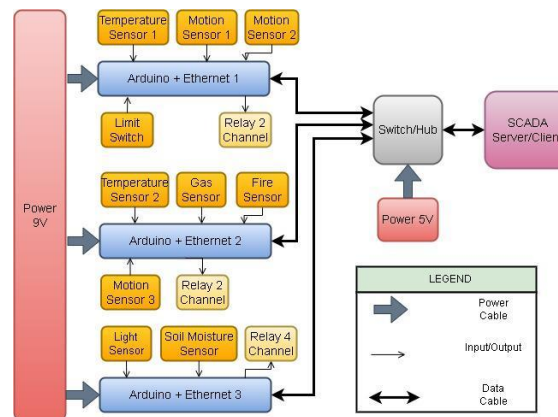 Temperature
Sensor 1
Motion
Sensor 1
Motion
Sensor 2
Arduino + Ethernet 1
Limit
Switch
Relay 2
Channel
Switch/Hub
SCADA
Server/Client
Power
9V
Temperature
Sensor 2
Gas
Sensor
Fire
Sensor
Power 5V
Arduino + Ethernet 2
Motion
Sensor 3
Relay 2
Channel
Light
Sensor
Soil Moisture
Sensor
Relay 4
Channel
Arduino + Ethernet 3
LEGEND
Power
Cable
Input/Output
Data
Cable